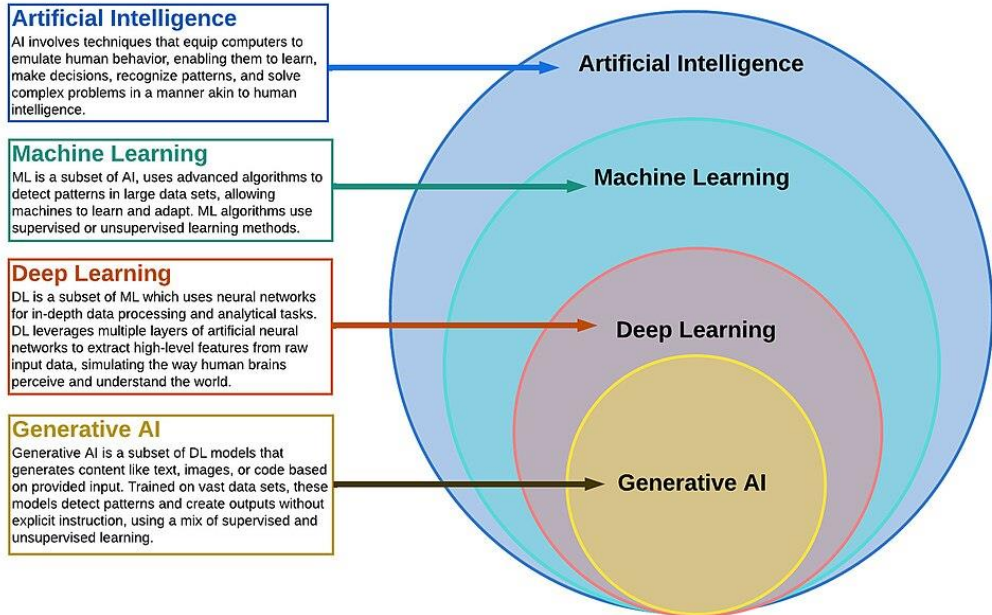 Artificial Intelligence
AI involves techniques that equip computers to
emulate human behavior, enabling them to learn,
make decisions, recognize patterns, and solve
complex problems in a manner akin to human
intelligence.
Machine Learning
ML is a subset of AI, uses advanced algorithms to
detect patterns in large data sets, allowing
machines to learn and adapt. ML algorithms use
supervised or unsupervised learning methods.
Deep Learning
DL is a subset of ML which uses neural networks
for in-depth data processing and analytical tasks.
DL leverages multiple layers of artificial neural
networks to extract high-level features from raw
input data, simulating the way human brains
perceive and understand the world.
Generative AI
Generative AI is a subset of DL models that
generates content like text, images, or code based
on provided input. Trained on vast data sets, these
models detect patterns and create outputs without
explicit instruction, using a mix of supervised and
unsupervised learning.
Artificial Intelligence
Machine Learning
Deep Learning
Generative AI